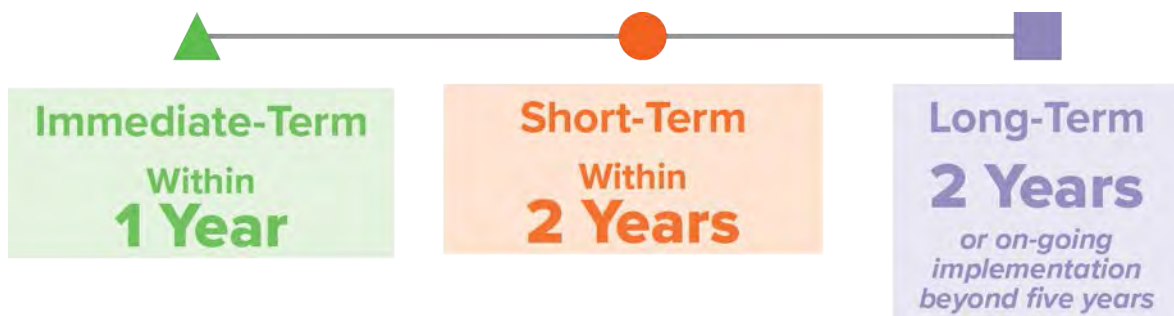 Immediate-Term
Within
1 Year
Short-Term
Within
2 Years
Long-Term
2 Years
or on-going
implementation
beyond five years